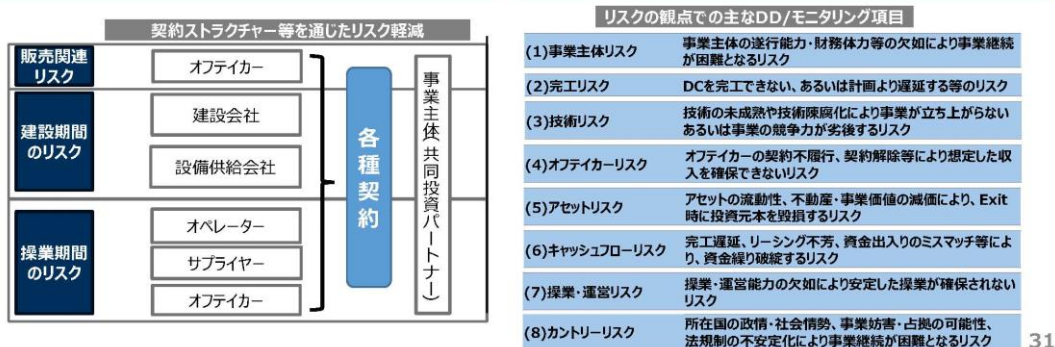 契約ストラクチャー等を通じたリスク軽減
販売関連
リスク
オフテイカー
建設期間
のリスク
建設会社
設備供給会社
操業期間
のリスク
オペレーター
サプライヤー
オフテイカー
各種契約
事業主体（共同投資パートナー）
リスクの観点での主なDD/モニタリング項目
(1)事業主体リスク
事業主体の遂行能力・財務体力等の欠如により事業継続
が困難となるリスク
(2)完工リスク
DCを完工できない、あるいは計画より遅延する等のリスク
(3)技術リスク
技術の未成熟や技術陳腐化により事業が立ち上がらない
あるいは事業の競争力が劣後するリスク
(4)オフテイカーリスク
オフテイカーの契約不履行、契約解除等により想定した収
入を確保できないリスク
(5)アセットリスク
アセットの流動性、不動産・事業価値の減価により、Exit
時に投資元本を毀損するリスク
(6)キャッシュフローリスク
完工遅延、リーシング不芳、資金出入りのミスマッチ等によ
り、資金繰り破綻するリスク
(7)操業・運営リスク
操業・運営能力の欠如により安定した操業が確保されない
リスク
(8)カントリーリスク
所在国の政情・社会情勢、事業妨害・占拠の可能性、
法規制の不安定化により事業継続が困難となるリスク
31